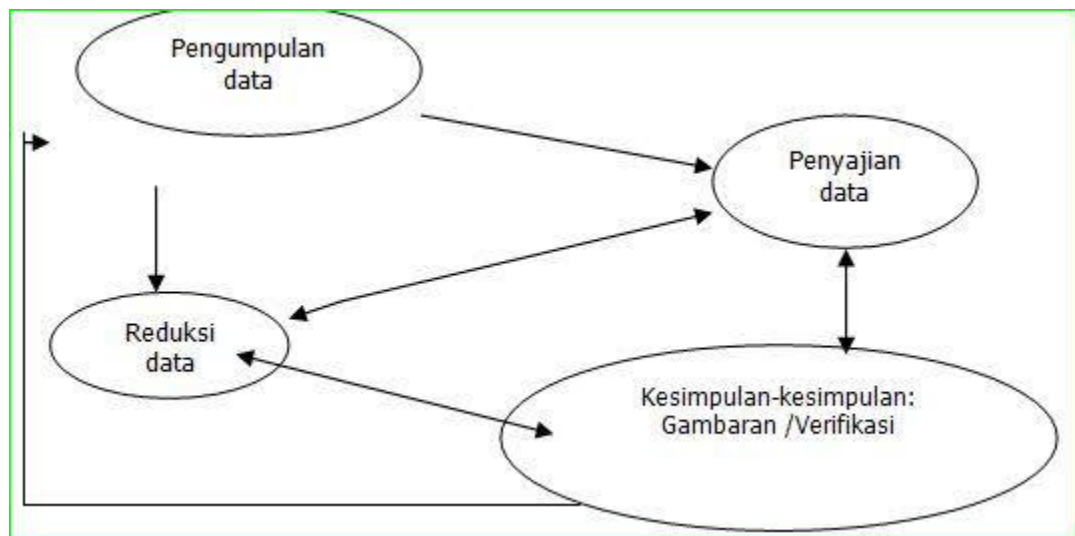 Pengumpulan
data
Penyajian
data
Reduksi
data
Kesimpulan-kesimpulan:
Gambaran /Verifikasi